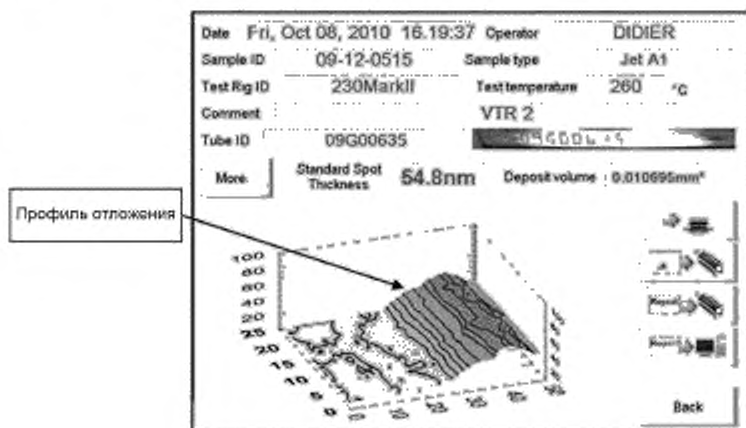 Date Fri, Oct 08, 2010 16.19:37 Operator DIDIER
Sample ID 09-12-0515 Sample type Jet A1
Test Rig ID 230MarkII Test temperature 260 °C
Comment VTR 2
Tube ID 09G00635
More Standard Spot Thickness 54.8nm Deposit volume 0.010695mm³
Профиль отложения
100
80
60
40
20
25
20
15
10
5
0
Back